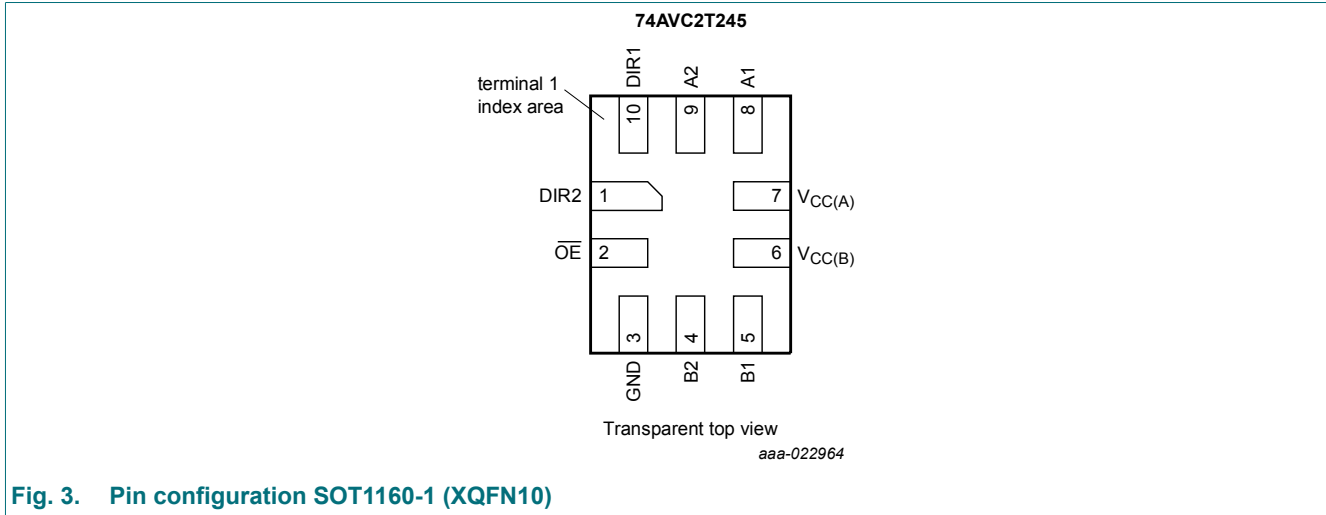 74AVC2T245
terminal 1
index area
DIR1
A2
A1
10
9
8
DIR2
1
7
VCC(A)
OE
2
6
VCC(B)
3
4
5
GND
B2
B1
Transparent top view
aaa-022964
Fig. 3. Pin configuration SOT1160-1 (XQFN10)